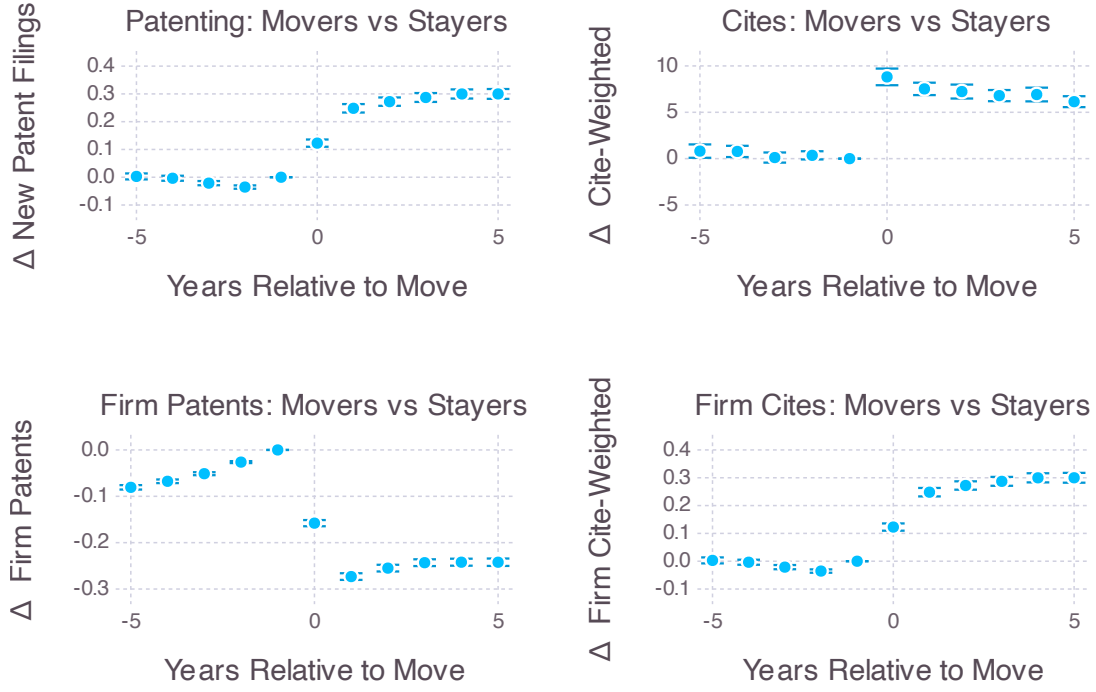 Patenting: Movers vs Stayers
Δ New Patent Filings
0.4
0.3
0.2
0.1
0.0
-0.1
-5 0 5
Years Relative to Move
Cites: Movers vs Stayers
Δ Cite-Weighted
10
5
0
-5
-5 0 5
Years Relative to Move
Firm Patents: Movers vs Stayers
Δ Firm Patents
0.0
-0.1
-0.2
-0.3
-5 0 5
Years Relative to Move
Firm Cites: Movers vs Stayers
Δ Firm Cite-Weighted
0.4
0.3
0.2
0.1
0.0
-0.1
-5 0 5
Years Relative to Move